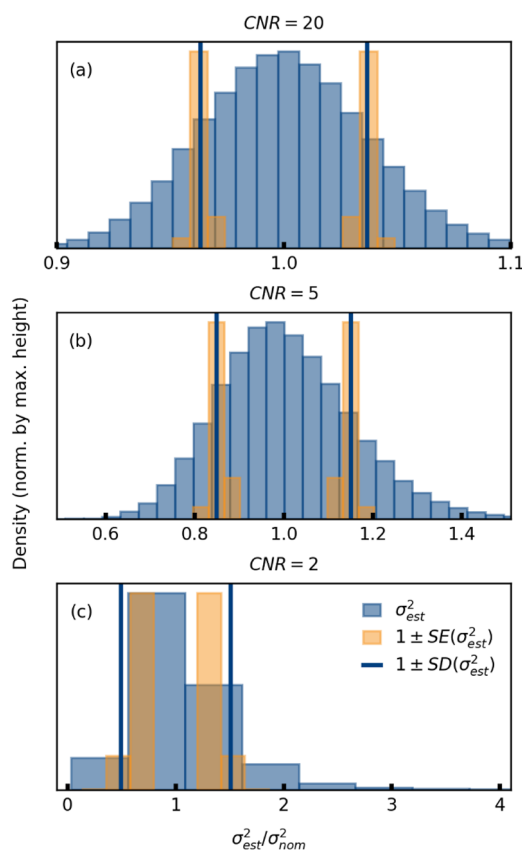 CNR = 20
(a)
0.9 1.0 1.1
CNR = 5
(b)
0.6 0.8 1.0 1.2 1.4
Density (norm. by max. height)
CNR = 2
(c)
σ²est
1 ± SE(σ²est)
1 ± SD(σ²est)
0 1 2 3 4
σ²est/σ²nom